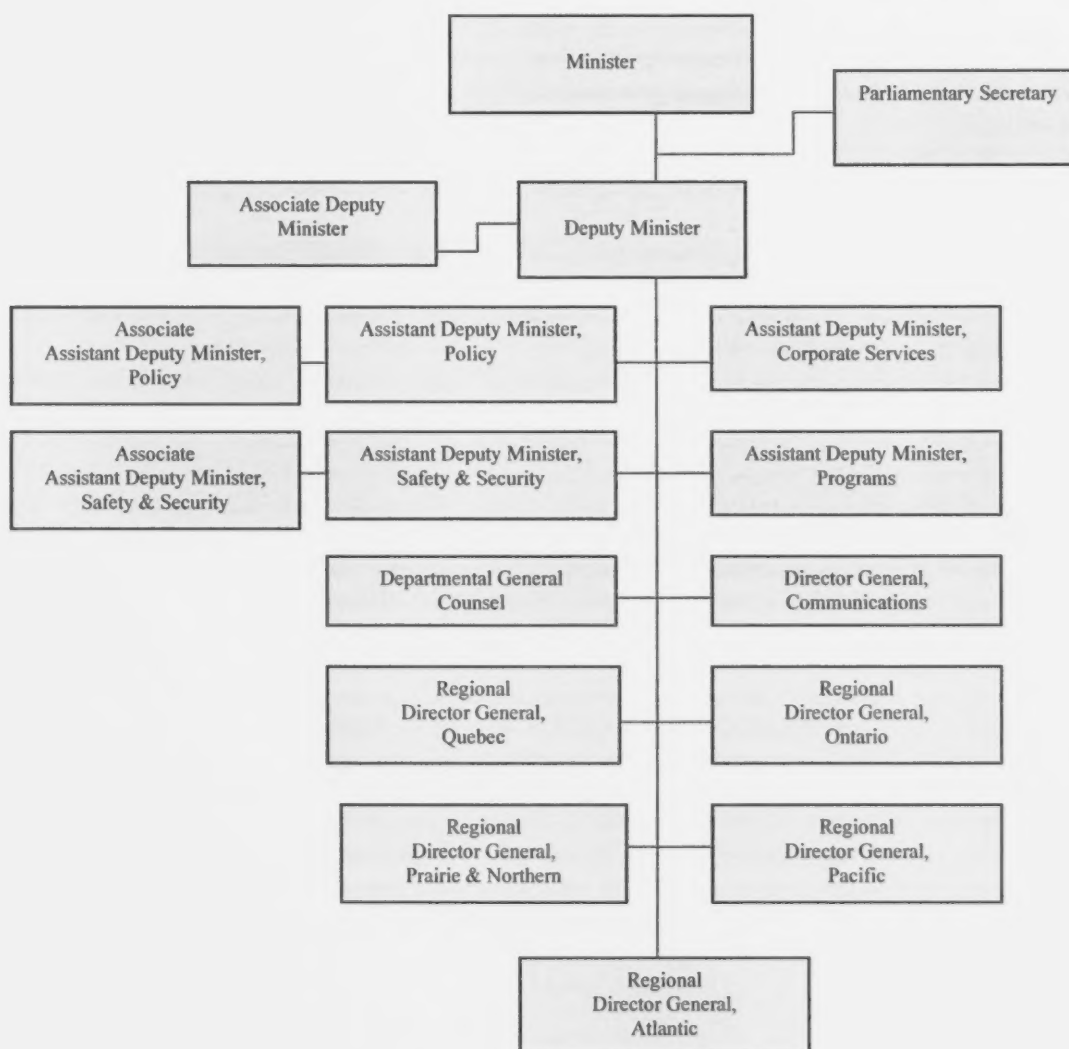 Minister
Parliamentary Secretary
Associate Deputy
Minister
Deputy Minister
Associate
Assistant Deputy Minister,
Policy
Assistant Deputy Minister,
Policy
Assistant Deputy Minister,
Corporate Services
Associate
Assistant Deputy Minister,
Safety & Security
Assistant Deputy Minister,
Safety & Security
Assistant Deputy Minister,
Programs
Departmental General
Counsel
Director General,
Communications
Regional
Director General,
Quebec
Regional
Director General,
Ontario
Regional
Director General,
Prairie & Northern
Regional
Director General,
Pacific
Regional
Director General,
Atlantic